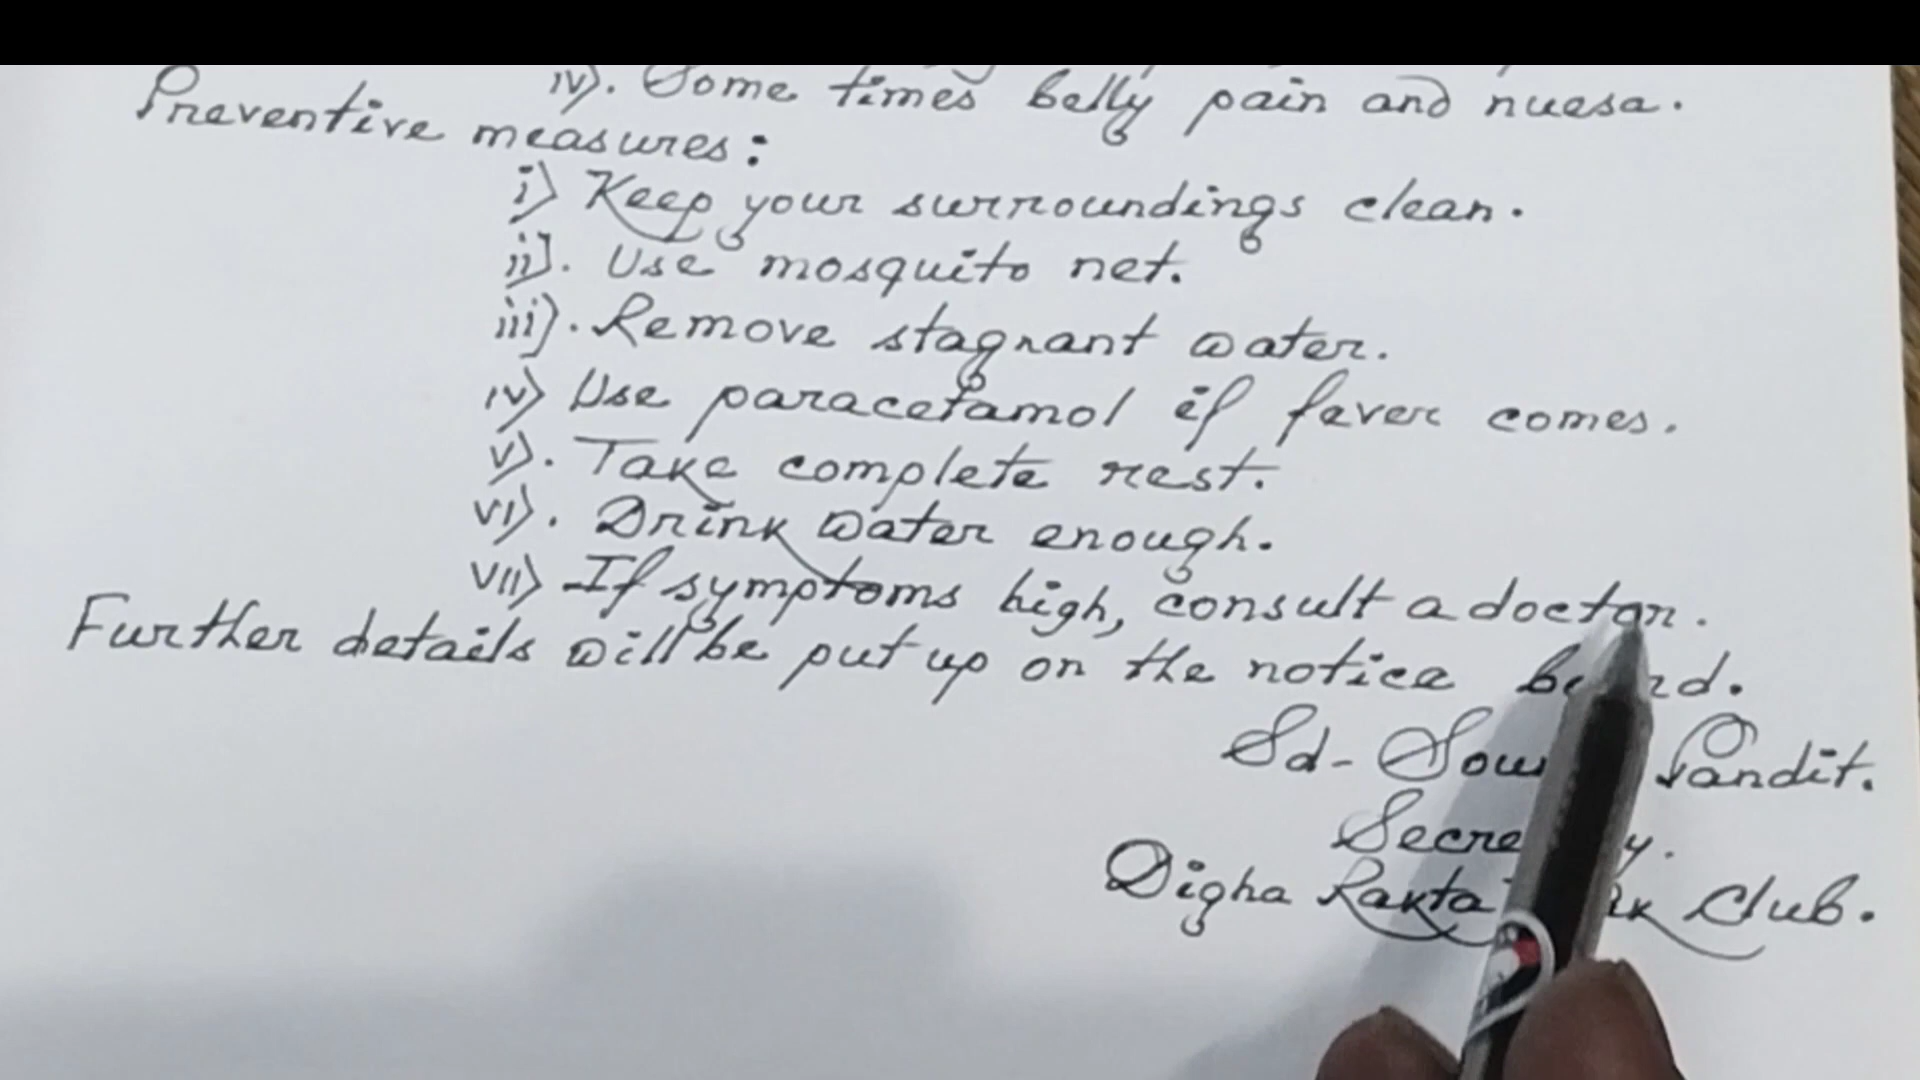 iv). Some times belly pain and nuesa.
Preventive measures:
i) Keep your surroundings clean.
ii). Use mosquito net.
iii). Remove stagnant water.
iv) Use paracetamol if fever comes.
v). Take complete rest.
vi). Drink water enough.
vii) If symptoms high, consult a doctor.
Further details will be put up on the notice
Sd- Pandit.
Digha Club.